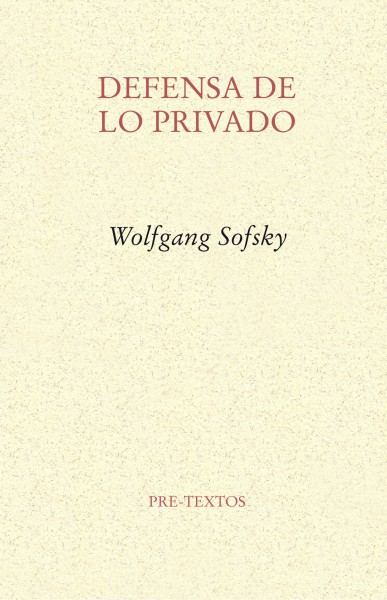 DEFENSA DE
LO PRIVADO
Wolfgang Sofsky
PRE-TEXTOS